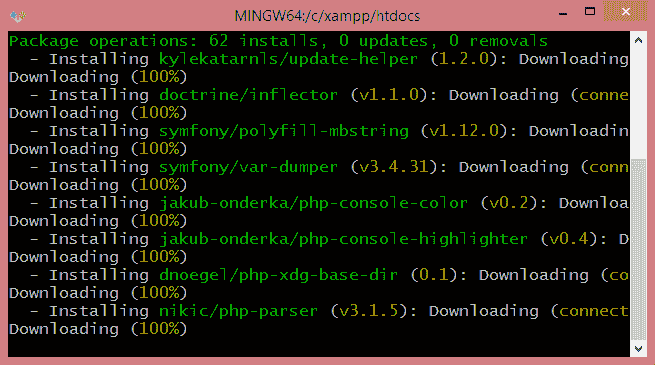 MINGW64:/c/xampp/htdocs
Package operations: 62 installs, 0 updates, 0 removals
- Installing kylekatarnls/update-helper (1.2.0): Downloading
Downloading (100%)
- Installing doctrine/inflector (v1.1.0): Downloading (conne
Downloading (100%)
- Installing symfony/polyfill-mbstring (v1.12.0): Downloadin
Downloading (100%)
- Installing symfony/var-dumper (v3.4.31): Downloading (conn
Downloading (100%)
- Installing jakub-onderka/php-console-color (v0.2): Downloa
Downloading (100%)
- Installing jakub-onderka/php-console-highlighter (v0.4): D
Downloading (100%)
- Installing dnoegel/php-xdg-base-dir (0.1): Downloading (co
Downloading (100%)
- Installing nikic/php-parser (v3.1.5): Downloading (connect
Downloading (100%)